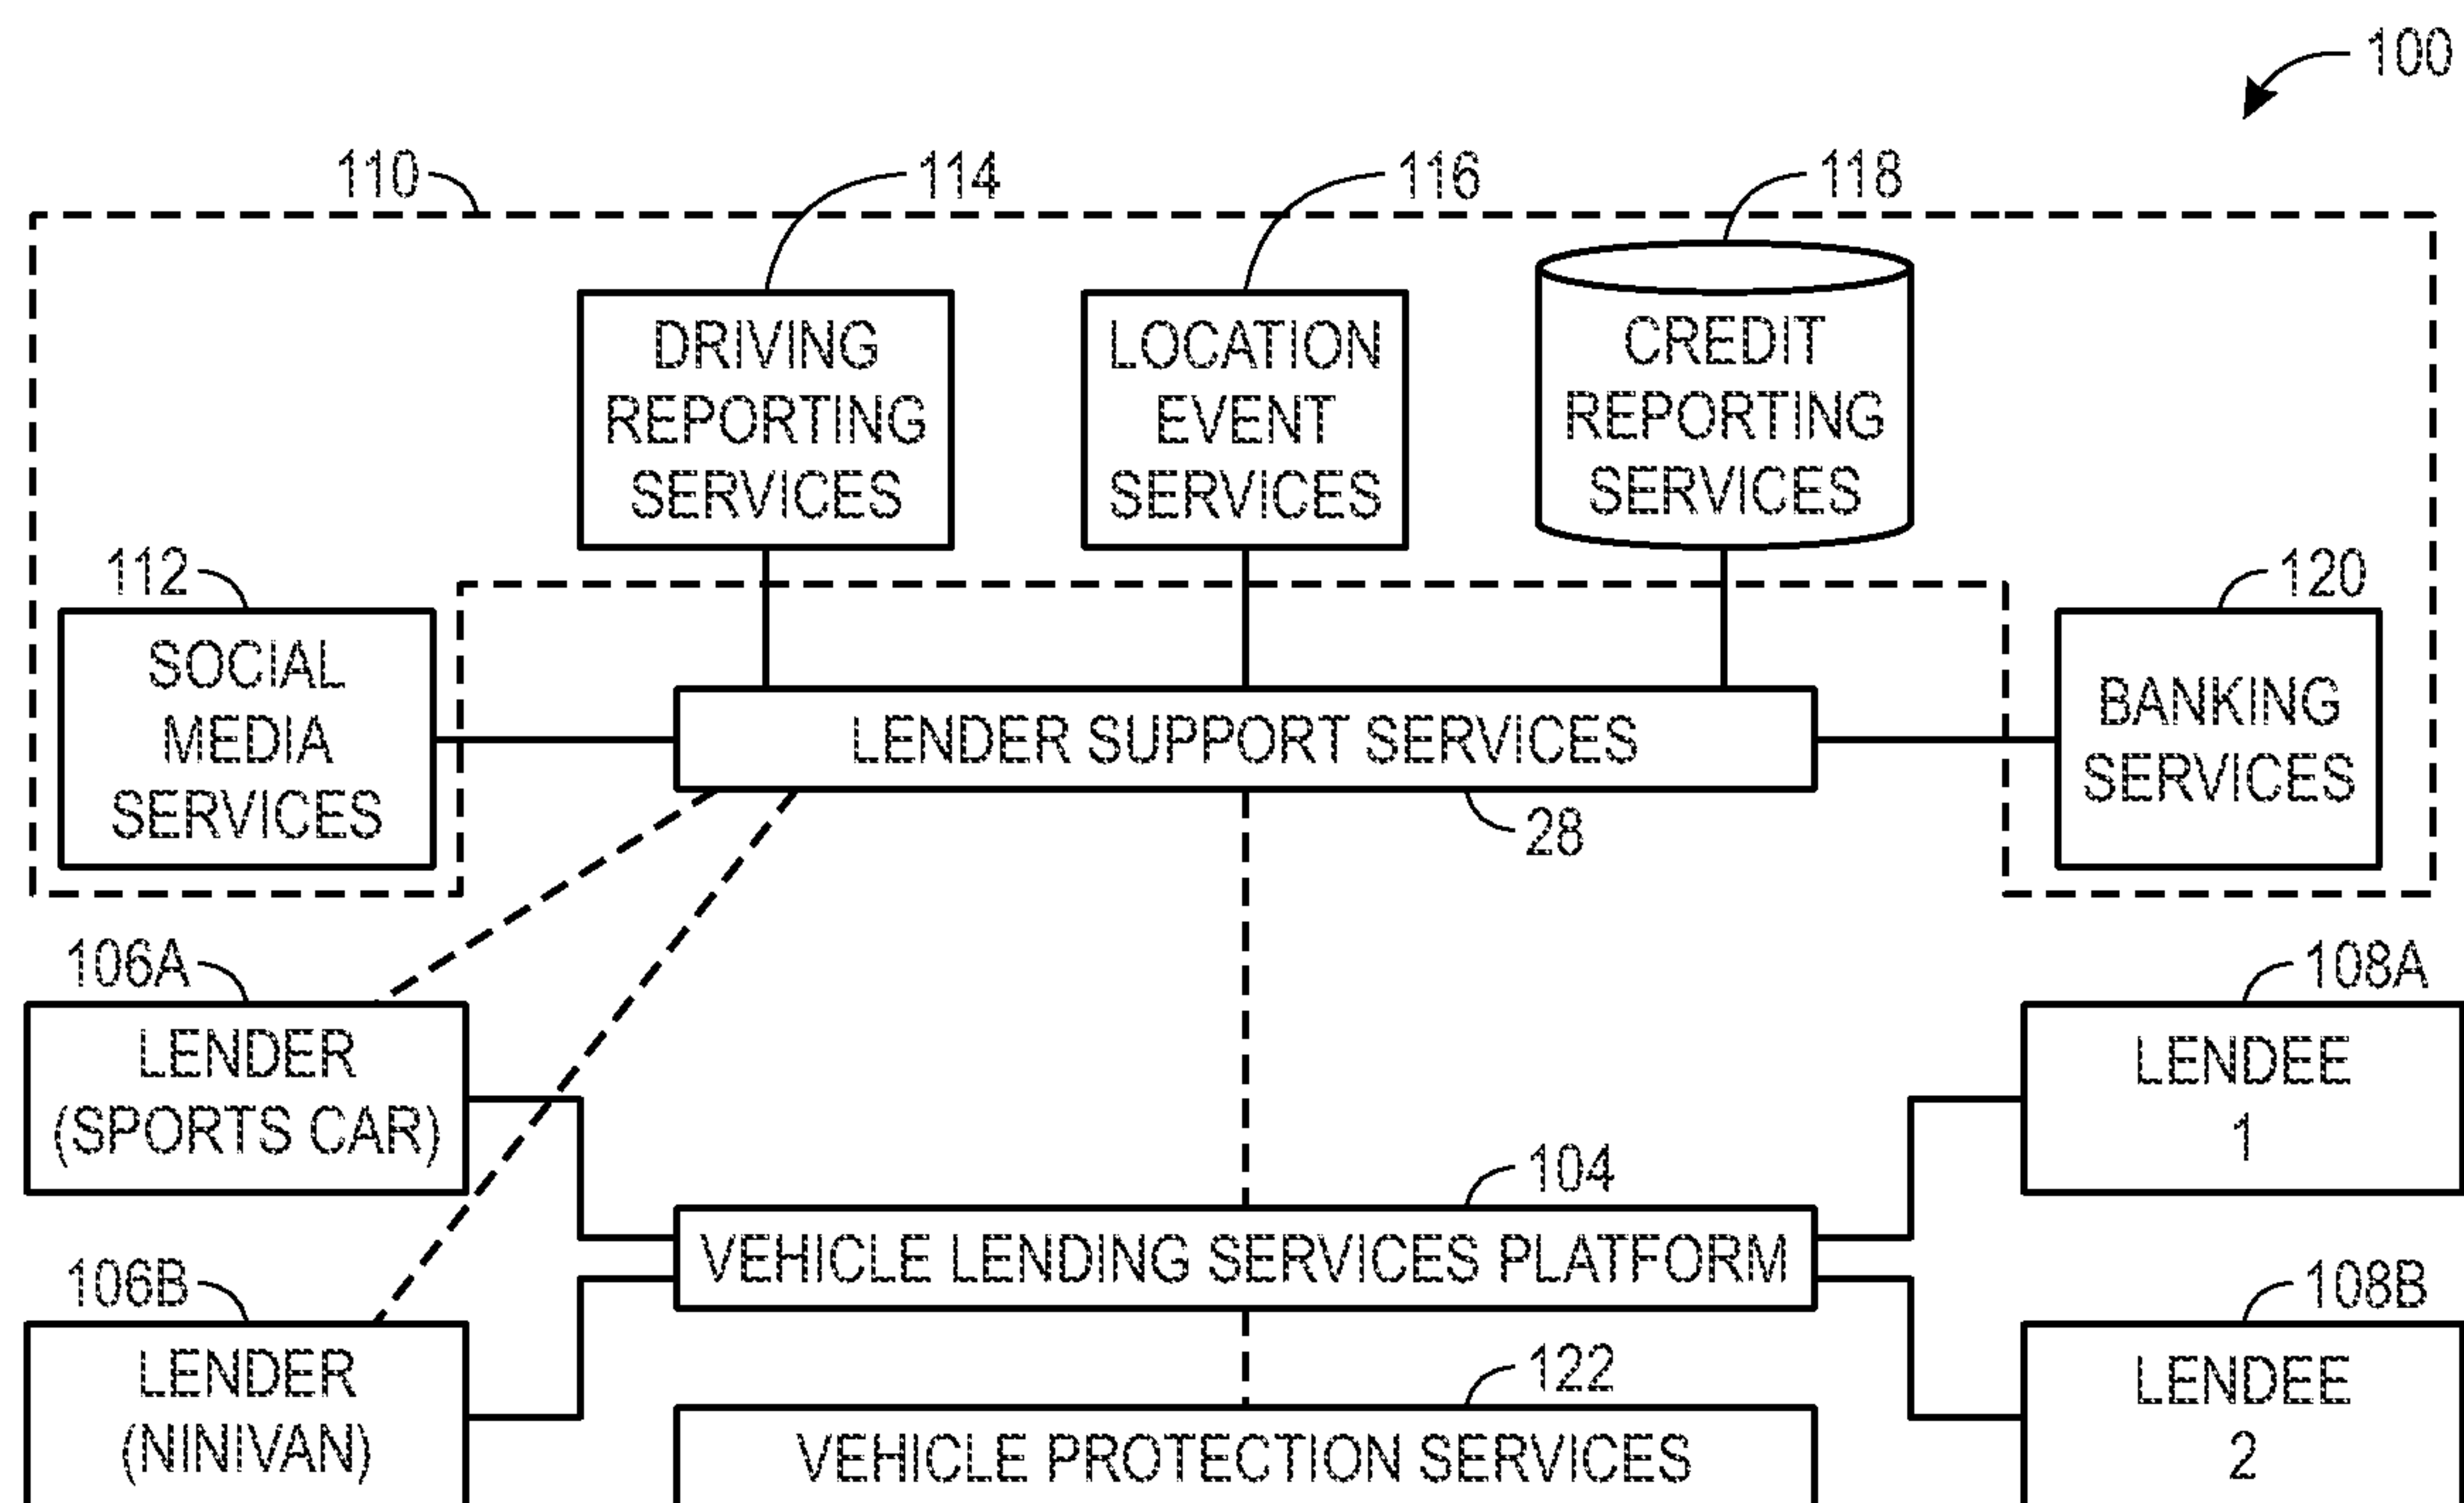 100
110
114
116
118
DRIVING
REPORTING
SERVICES
LOCATION
EVENT
SERVICES
CREDIT
REPORTING
SERVICES
112
120
SOCIAL
MEDIA
SERVICES
LENDER SUPPORT SERVICES
28
BANKING
SERVICES
106A
108A
LENDER
(SPORTS CAR)
LENDEE
1
104
VEHICLE LENDING SERVICES PLATFORM
106B
108B
LENDER
(NINIVAN)
122
VEHICLE PROTECTION SERVICES
LENDEE
2